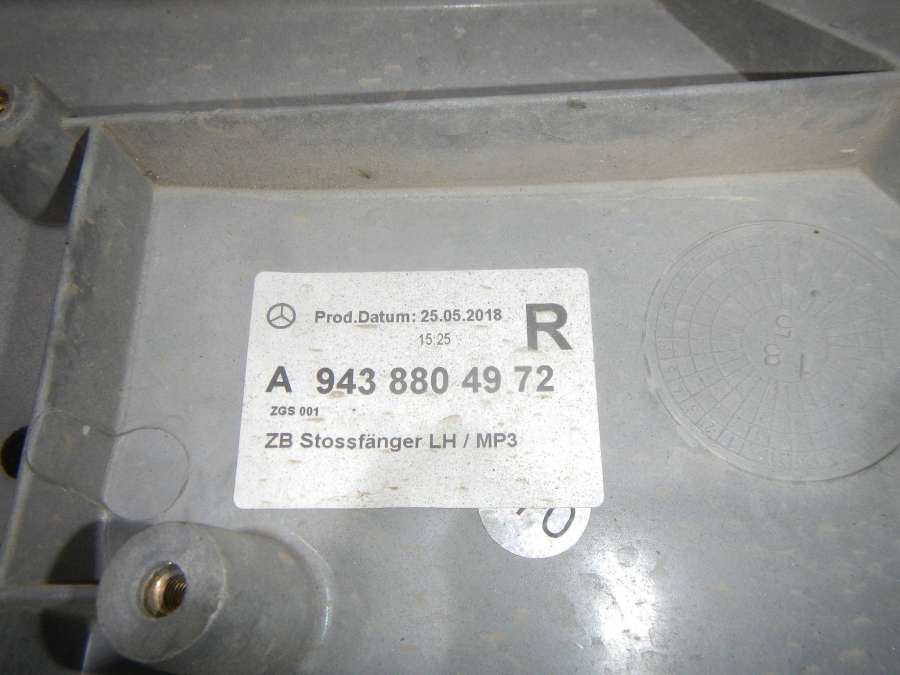 Prod.Datum: 25.05.2018
R
15:25
A 943 880 49 72
ZGS 001
ZB Stossfänger LH / MP3